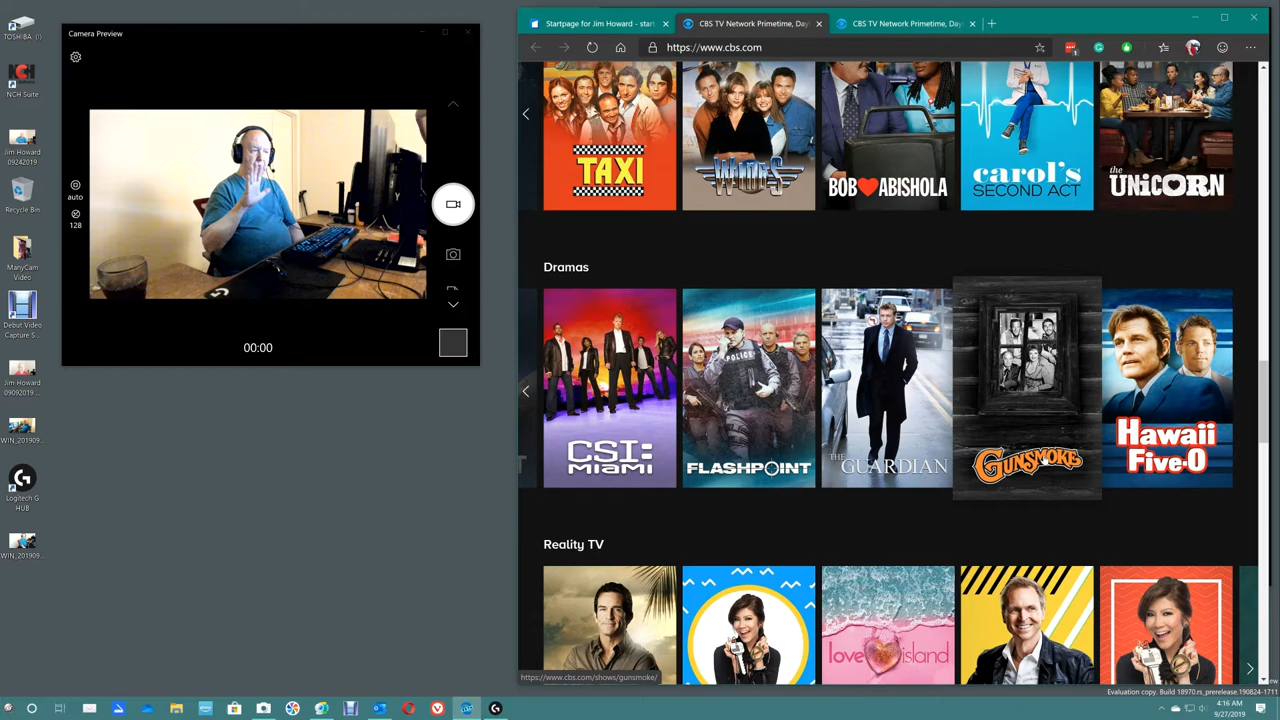 TOSHIBA, (I)
NCH Suite
Jim Howard
09242019
Recycle Bin
ManyCam
Video
Debut Video
Capture S...
Jim Howard
09092019
WIN_201909...
Logitech G
HUB
WIN_201909...
Camera Preview
auto
128
00:00
Startpage for Jim Howard - start
CBS TV Network Primetime, Day
CBS TV Network Primetime, Day
https://www.cbs.com
TAXI
WINGS
BOB
ABISHOLA
carol's
SECOND ACT
the
UNiCORN
Dramas
CSI:
MIAMI
POLICE
FLASHPOINT
THE
GUARDIAN
GUNSMOKE
Hawaii
Five-O
Reality TV
love island
https://www.cbs.com/shows/gunsmoke/
Evaluation copy. Build 18970.rs_prerelease.190824-1711
4:16 AM
9/27/2019